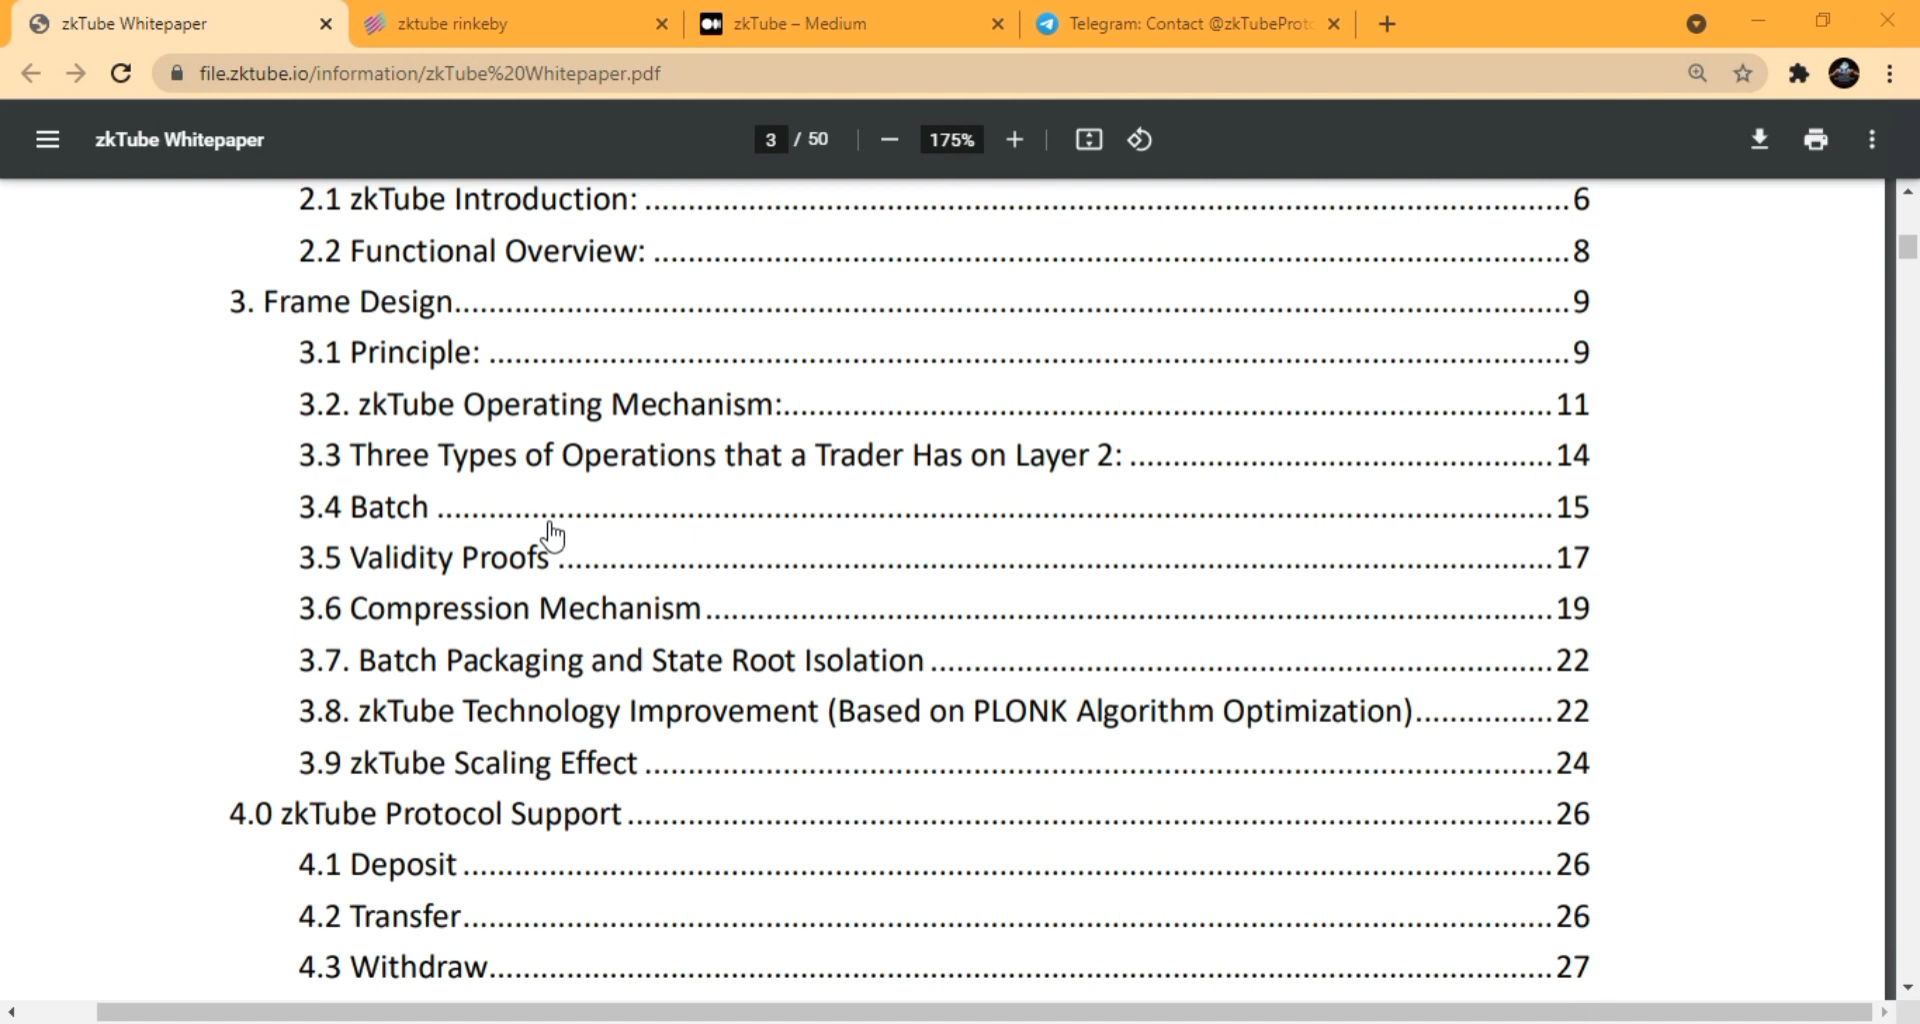 zkTube Whitepaper
zktube rinkeby
zkTube – Medium
Telegram: Contact @zkTubeProto
file.zktube.io/information/zkTube%20Whitepaper.pdf
zkTube Whitepaper
3 / 50
175%
2.1 zkTube Introduction: ........ 6
2.2 Functional Overview: ........ 8
3. Frame Design........ 9
3.1 Principle: ........ 9
3.2. zkTube Operating Mechanism:........ 11
3.3 Three Types of Operations that a Trader Has on Layer 2: ........ 14
3.4 Batch ........ 15
3.5 Validity Proofs ........ 17
3.6 Compression Mechanism ........ 19
3.7. Batch Packaging and State Root Isolation ........ 22
3.8. zkTube Technology Improvement (Based on PLONK Algorithm Optimization)........ 22
3.9 zkTube Scaling Effect ........ 24
4.0 zkTube Protocol Support ........ 26
4.1 Deposit ........ 26
4.2 Transfer........ 26
4.3 Withdraw........ 27